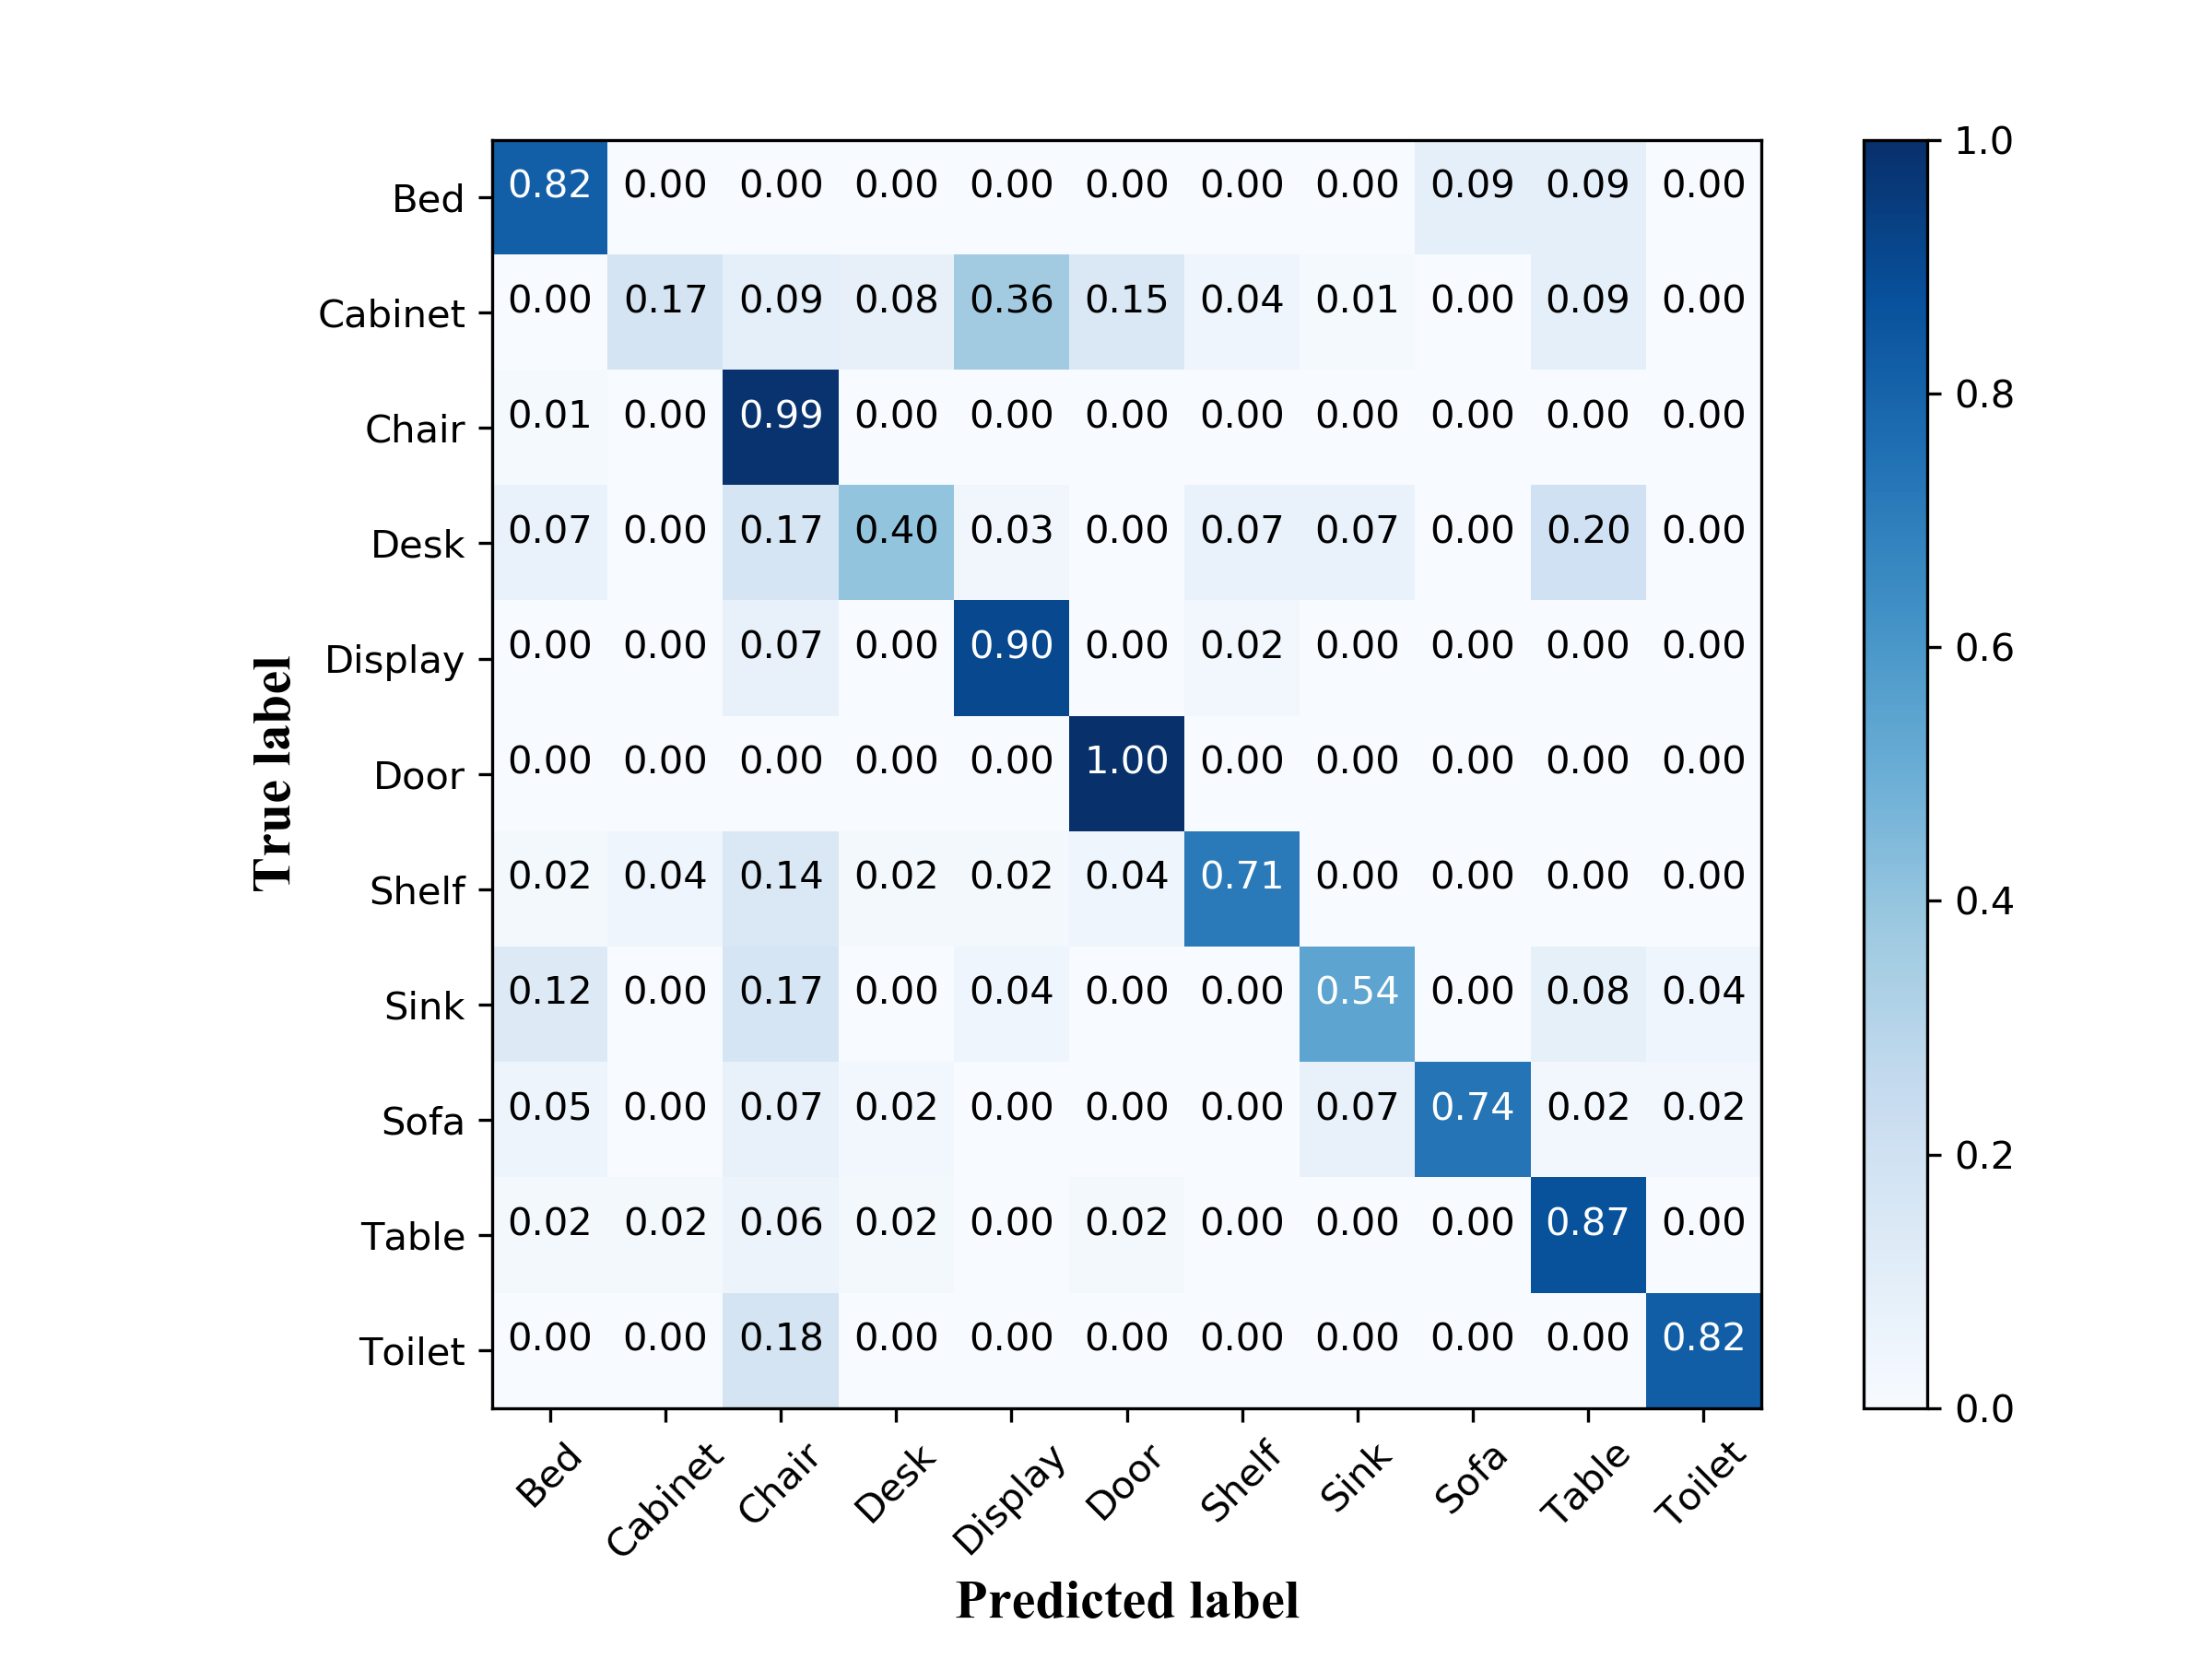 Bed 0.82 0.00 0.00 0.00 0.00 0.00 0.00 0.00 0.09 0.09 0.00
Cabinet 0.00 0.17 0.09 0.08 0.36 0.15 0.04 0.01 0.00 0.09 0.00
Chair 0.01 0.00 0.99 0.00 0.00 0.00 0.00 0.00 0.00 0.00 0.00
Desk 0.07 0.00 0.17 0.40 0.03 0.00 0.07 0.07 0.00 0.20 0.00
Display 0.00 0.00 0.07 0.00 0.90 0.00 0.02 0.00 0.00 0.00 0.00
Door 0.00 0.00 0.00 0.00 0.00 1.00 0.00 0.00 0.00 0.00 0.00
Shelf 0.02 0.04 0.14 0.02 0.02 0.04 0.71 0.00 0.00 0.00 0.00
Sink 0.12 0.00 0.17 0.00 0.04 0.00 0.00 0.54 0.00 0.08 0.04
Sofa 0.05 0.00 0.07 0.02 0.00 0.00 0.00 0.07 0.74 0.02 0.02
Table 0.02 0.02 0.06 0.02 0.00 0.02 0.00 0.00 0.00 0.87 0.00
Toilet 0.00 0.00 0.18 0.00 0.00 0.00 0.00 0.00 0.00 0.00 0.82
Bed Cabinet Chair Desk Display Door Shelf Sink Sofa Table Toilet
Predicted label
True label
1.0
0.8
0.6
0.4
0.2
0.0